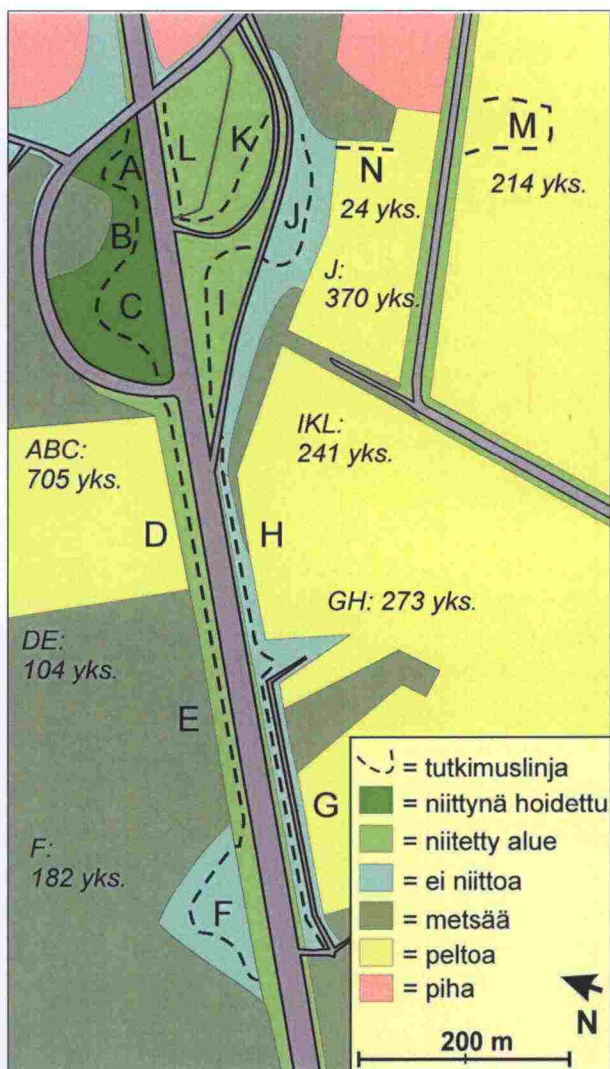 M
L
K
A
N
214 yks.
24 yks.
B
J
J:
370 yks.
C
I
IKL:
241 yks.
ABC:
705 yks.
D
H
GH: 273 yks.
DE:
104 yks.
E
G
F:
182 yks.
F
= tutkimuslinja
= niittynä hoidettu
= niitetty alue
= ei niittoa
= metsää
= peltoa
= piha
N
200 m